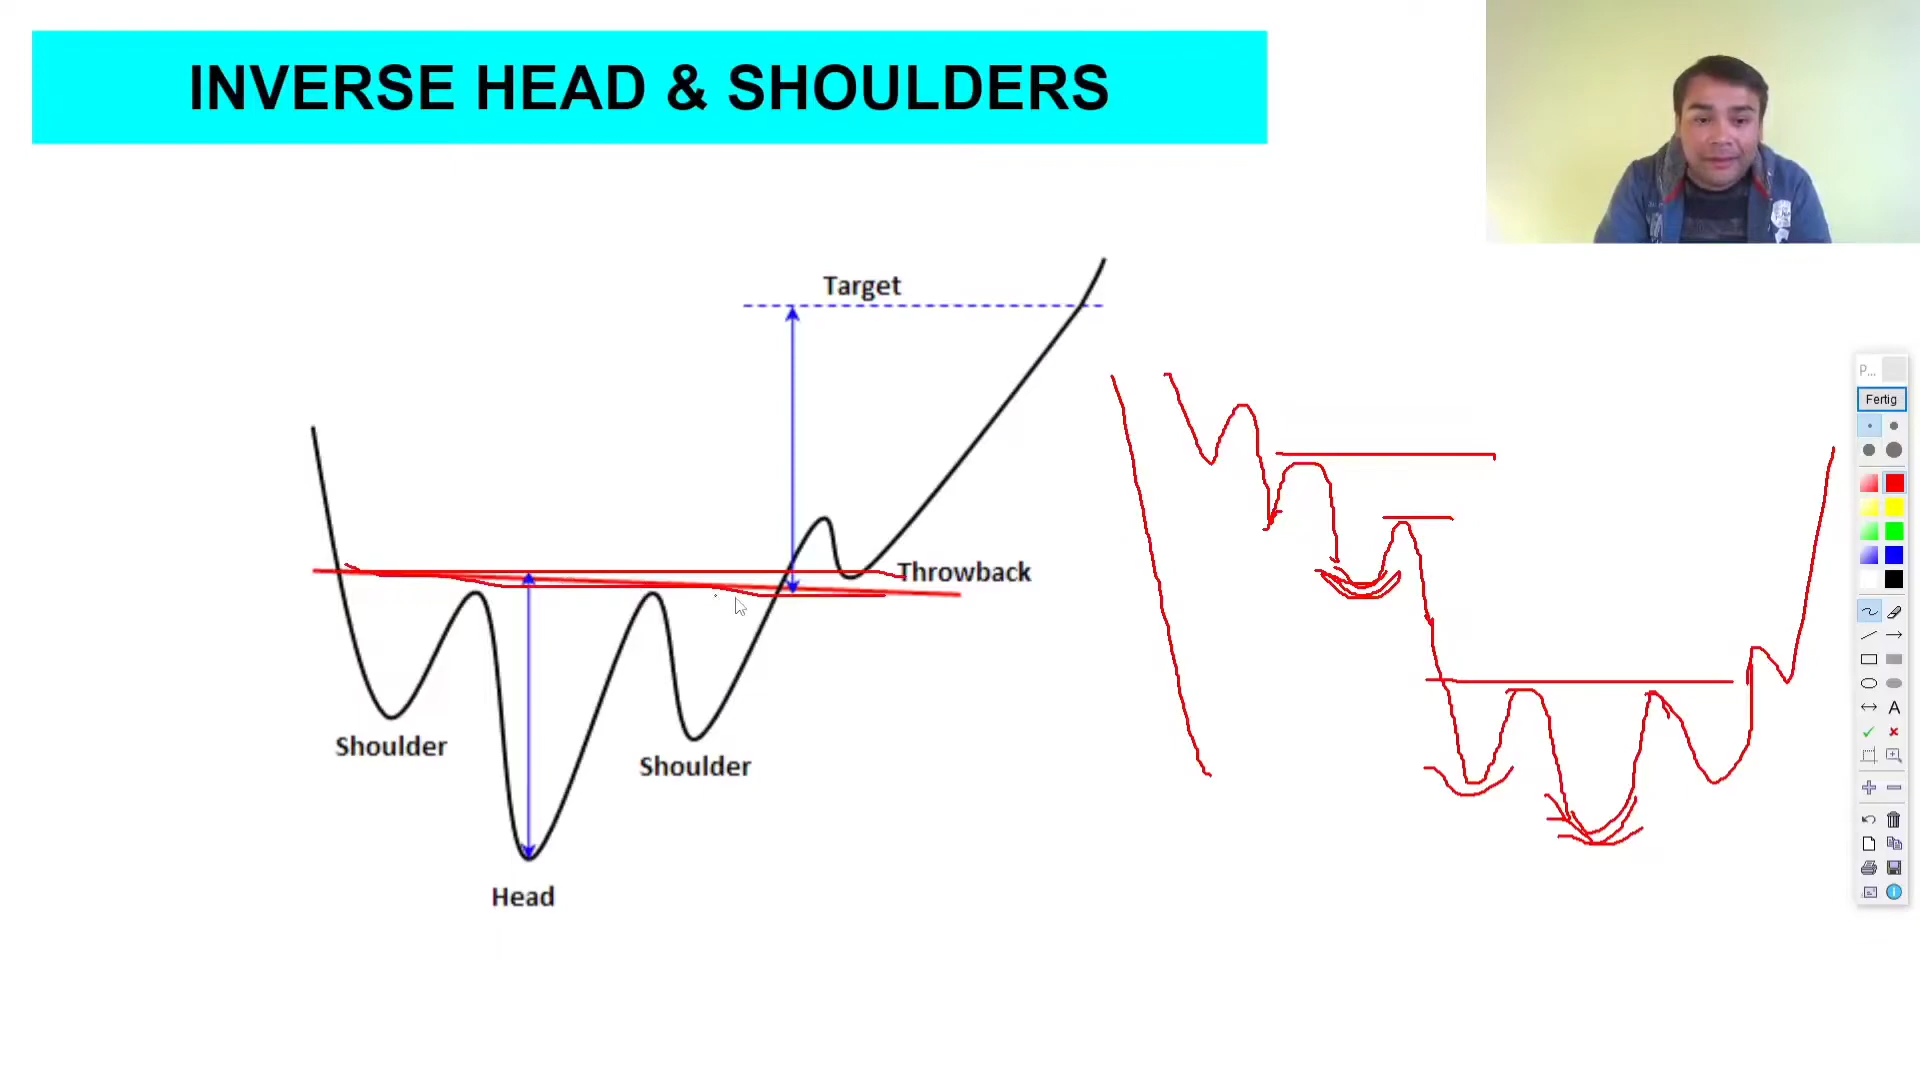 INVERSE HEAD & SHOULDERS
Target
P...
Fertig
Throwback
Shoulder
Shoulder
A
Head